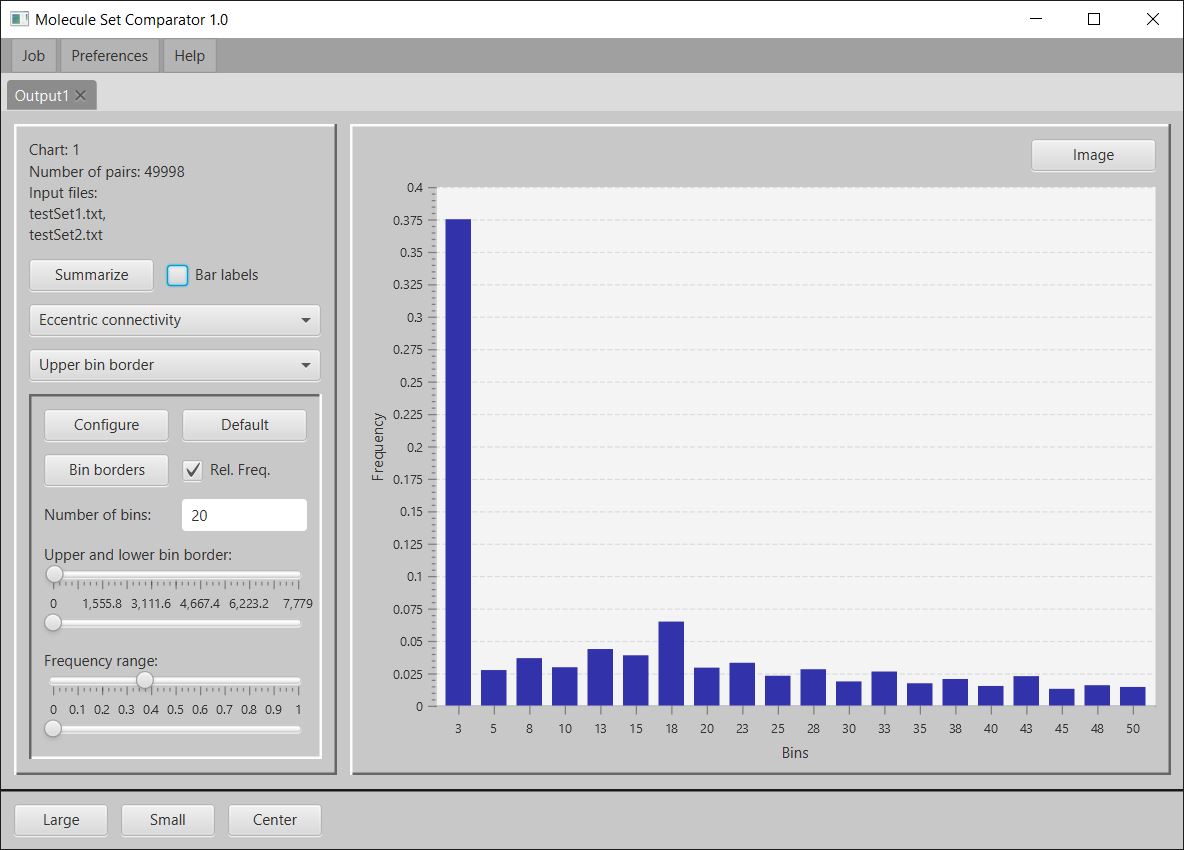 Molecule Set Comparator 1.0
Job Preferences Help
Output1
Chart: 1
Number of pairs: 49998
Input files:
testSet1.txt,
testSet2.txt
Summarize Bar labels
Eccentric connectivity
Upper bin border
Configure Default
Bin borders Rel. Freq.
Number of bins: 20
Upper and lower bin border:
0 1,555.8 3,111.6 4,667.4 6,223.2 7,779
Frequency range:
0 0.1 0.2 0.3 0.4 0.5 0.6 0.7 0.8 0.9 1
Image
0.4
0.375
0.35
0.325
0.3
0.275
0.25
0.225
0.2
0.175
0.15
0.125
0.1
0.075
0.05
0.025
0
Frequency
3 5 8 10 13 15 18 20 23 25 28 30 33 35 38 40 43 45 48 50
Bins
Large Small Center